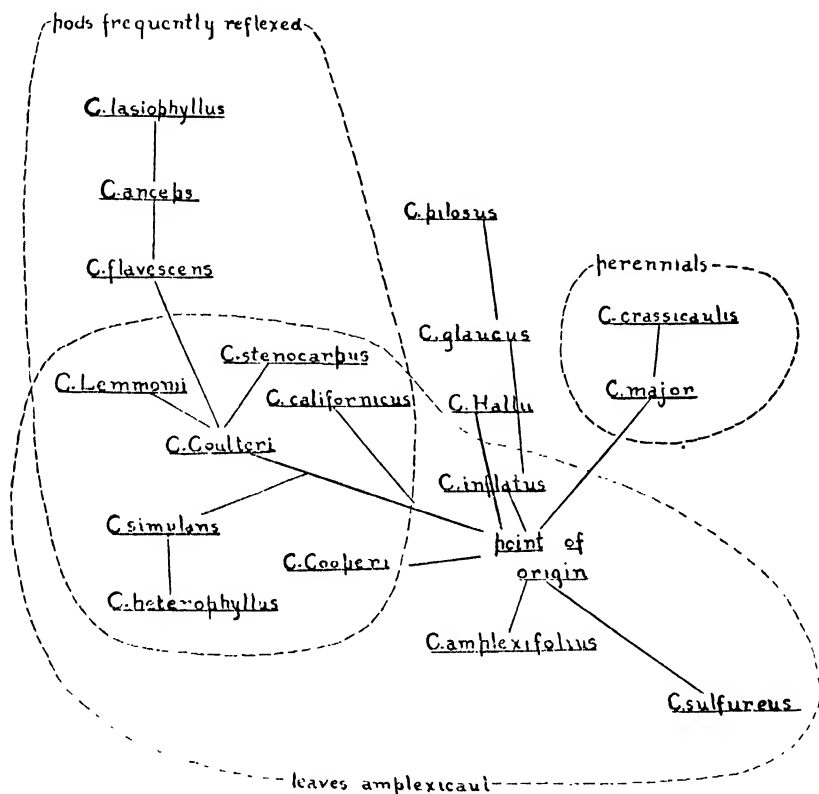 pods frequently reflexed
C.lasiophyllus
C.anceps
C.pilosus
C.flavescens
perennials
C.crassicaulis
C.glaucus
C.stenocarpus
C.Lemmoni
C.californicus
C.Hallii
C.major
C.Coulteri
C.inflatus
C.simulans
point of
origin
C.Cooperi
C.heterophyllus
C.amplexifolius
C.sulfureus
leaves amplexicaul